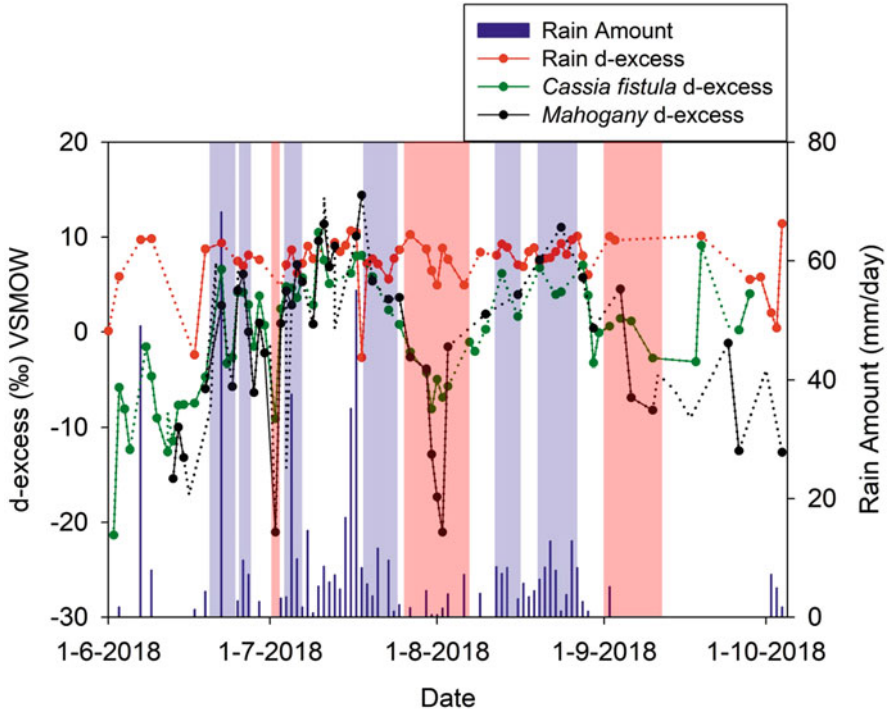 Rain Amount
Rain d-excess
Cassia fistula d-excess
Mahogany d-excess
20
10
0
-10
-20
-30
d-excess (‰) VSMOW
80
60
40
20
0
Rain Amount (mm/day)
1-6-2018 1-7-2018 1-8-2018 1-9-2018 1-10-2018
Date